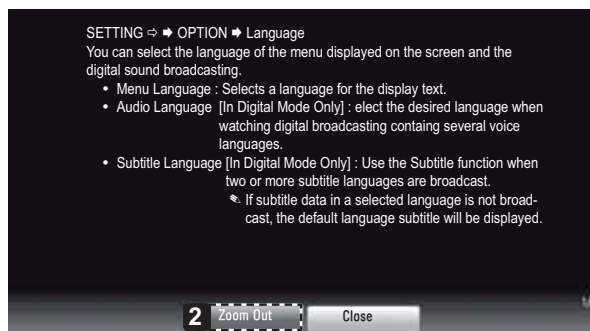 SETTING ⇨ ➡ OPTION ➡ Language
You can select the language of the menu displayed on the screen and the
digital sound broadcasting.
• Menu Language : Selects a language for the display text.
• Audio Language [In Digital Mode Only] : elect the desired language when
watching digital broadcasting containg several voice
languages.
• Subtitle Language [In Digital Mode Only] : Use the Subtitle function when
two or more subtitle languages are broadcast.
✎ If subtitle data in a selected language is not broad-
cast, the default language subtitle will be displayed.
2 Zoom Out Close